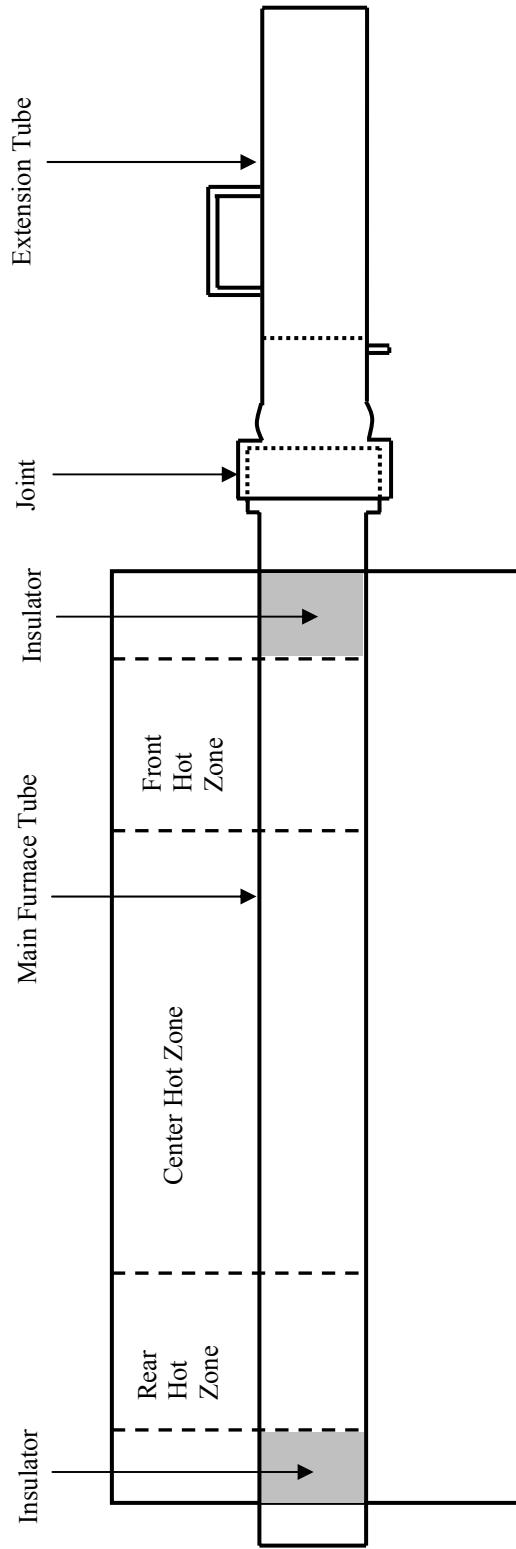 Insulator
Main Furnace Tube
Insulator
Joint
Extension Tube
Rear
Hot
Zone
Center Hot Zone
Front
Hot
Zone